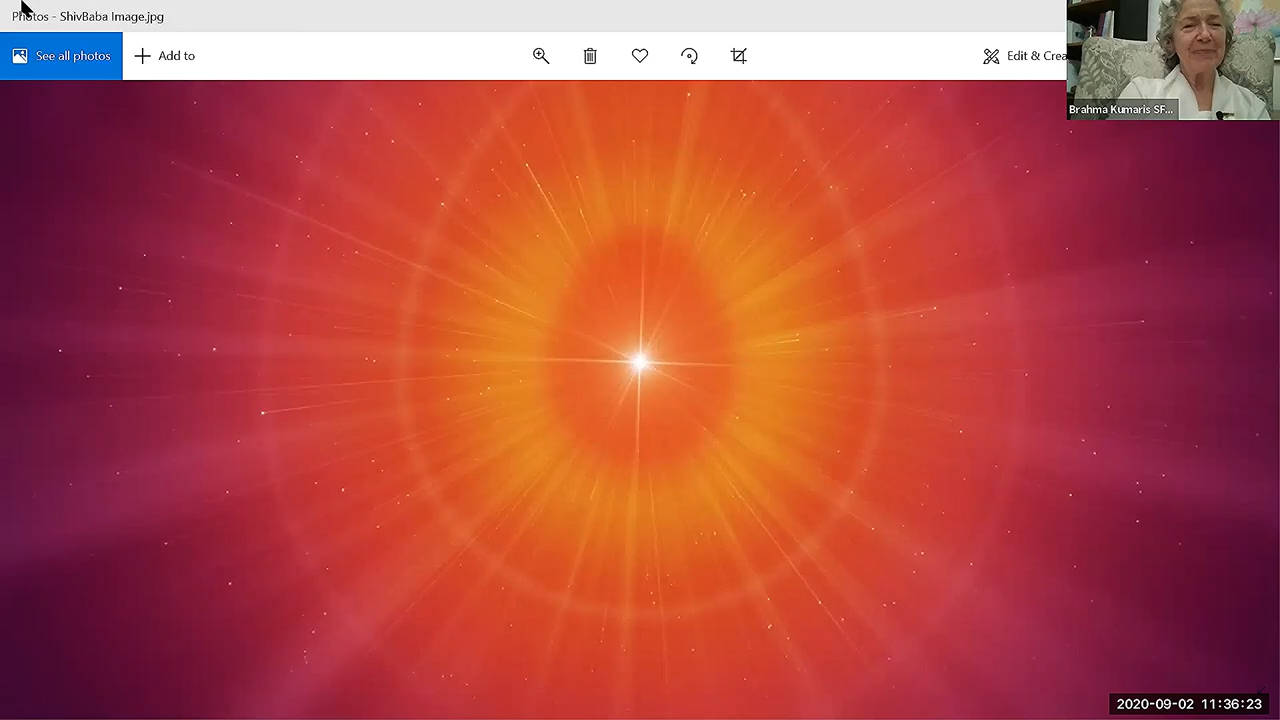 Photos - ShivBaba Image.jpg
See all photos
Add to
Edit & Crea
Brahma Kumaris SF...
2020-09-02 11:36:23